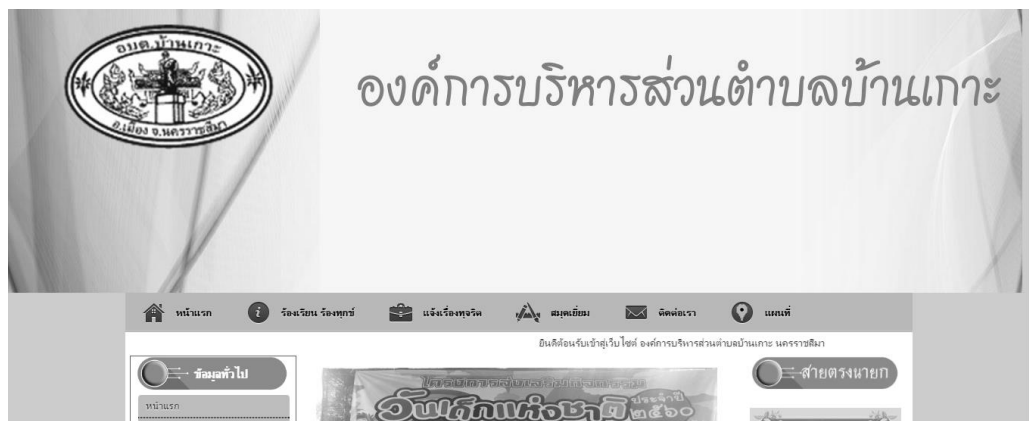 อบต.บ้านเกาะ
อ.เมือง จ.นครราชสีมา
องค์การบริหารส่วนตำบลบ้านเกาะ
หน้าแรก
ร้องเรียน ร้องทุกข์
แจ้งเรื่องทุจริต
สมุดเยี่ยม
ติดต่อเรา
แผนที่
ยินดีต้อนรับเข้าสู่เว็บไซต์ องค์การบริหารส่วนตำบลบ้านเกาะ นครราชสีมา
ข้อมูลทั่วไป
หน้าแรก
วันเด็กแห่งชาติ
ประจำปี
๒๕๖๐
สายตรงนายก